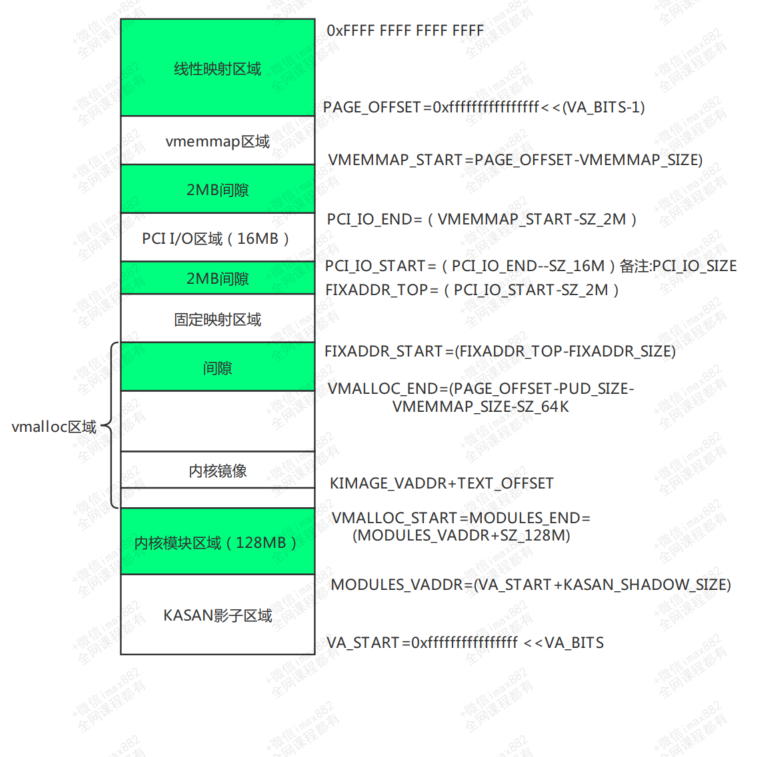 0xFFFF FFFF FFFF FFFF
线性映射区域
PAGE_OFFSET=0xffffffffffffffff<<(VA_BITS-1)
vmemmap区域
VMEMMAP_START=PAGE_OFFSET-VMEMMAP_SIZE)
2MB间隙
PCI_IO_END=（VMEMMAP_START-SZ_2M）
PCI I/O区域（16MB）
PCI_IO_START=（PCI_IO_END--SZ_16M）备注:PCI_IO_SIZE
2MB间隙
FIXADDR_TOP=（PCI_IO_START-SZ_2M）
固定映射区域
FIXADDR_START=(FIXADDR_TOP-FIXADDR_SIZE)
间隙
VMALLOC_END=(PAGE_OFFSET-PUD_SIZE-
VMEMMAP_SIZE-SZ_64K
vmalloc区域
内核镜像
KIMAGE_VADDR+TEXT_OFFSET
VMALLOC_START=MODULES_END=
(MODULES_VADDR+SZ_128M)
内核模块区域（128MB）
MODULES_VADDR=(VA_START+KASAN_SHADOW_SIZE)
KASAN影子区域
VA_START=0xffffffffffffffff <<VA_BITS
+微信imax882
全网课程都有